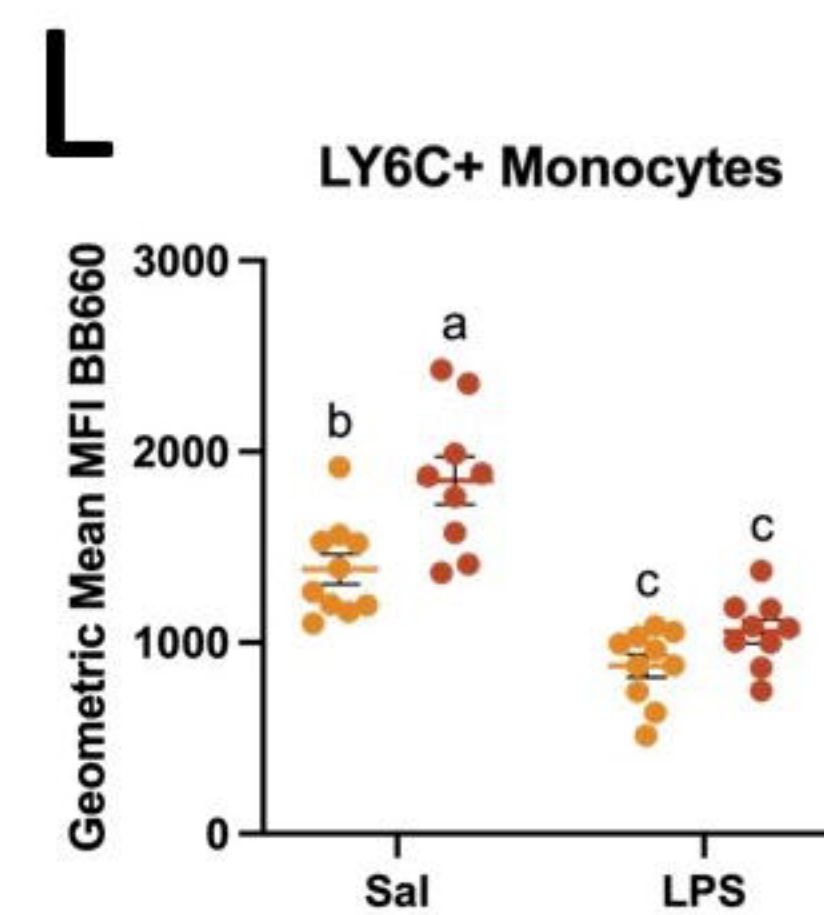 L
LY6C+ Monocytes
Geometric Mean MFI BB660
3000
2000
1000
0
a
b
c
c
Sal
LPS